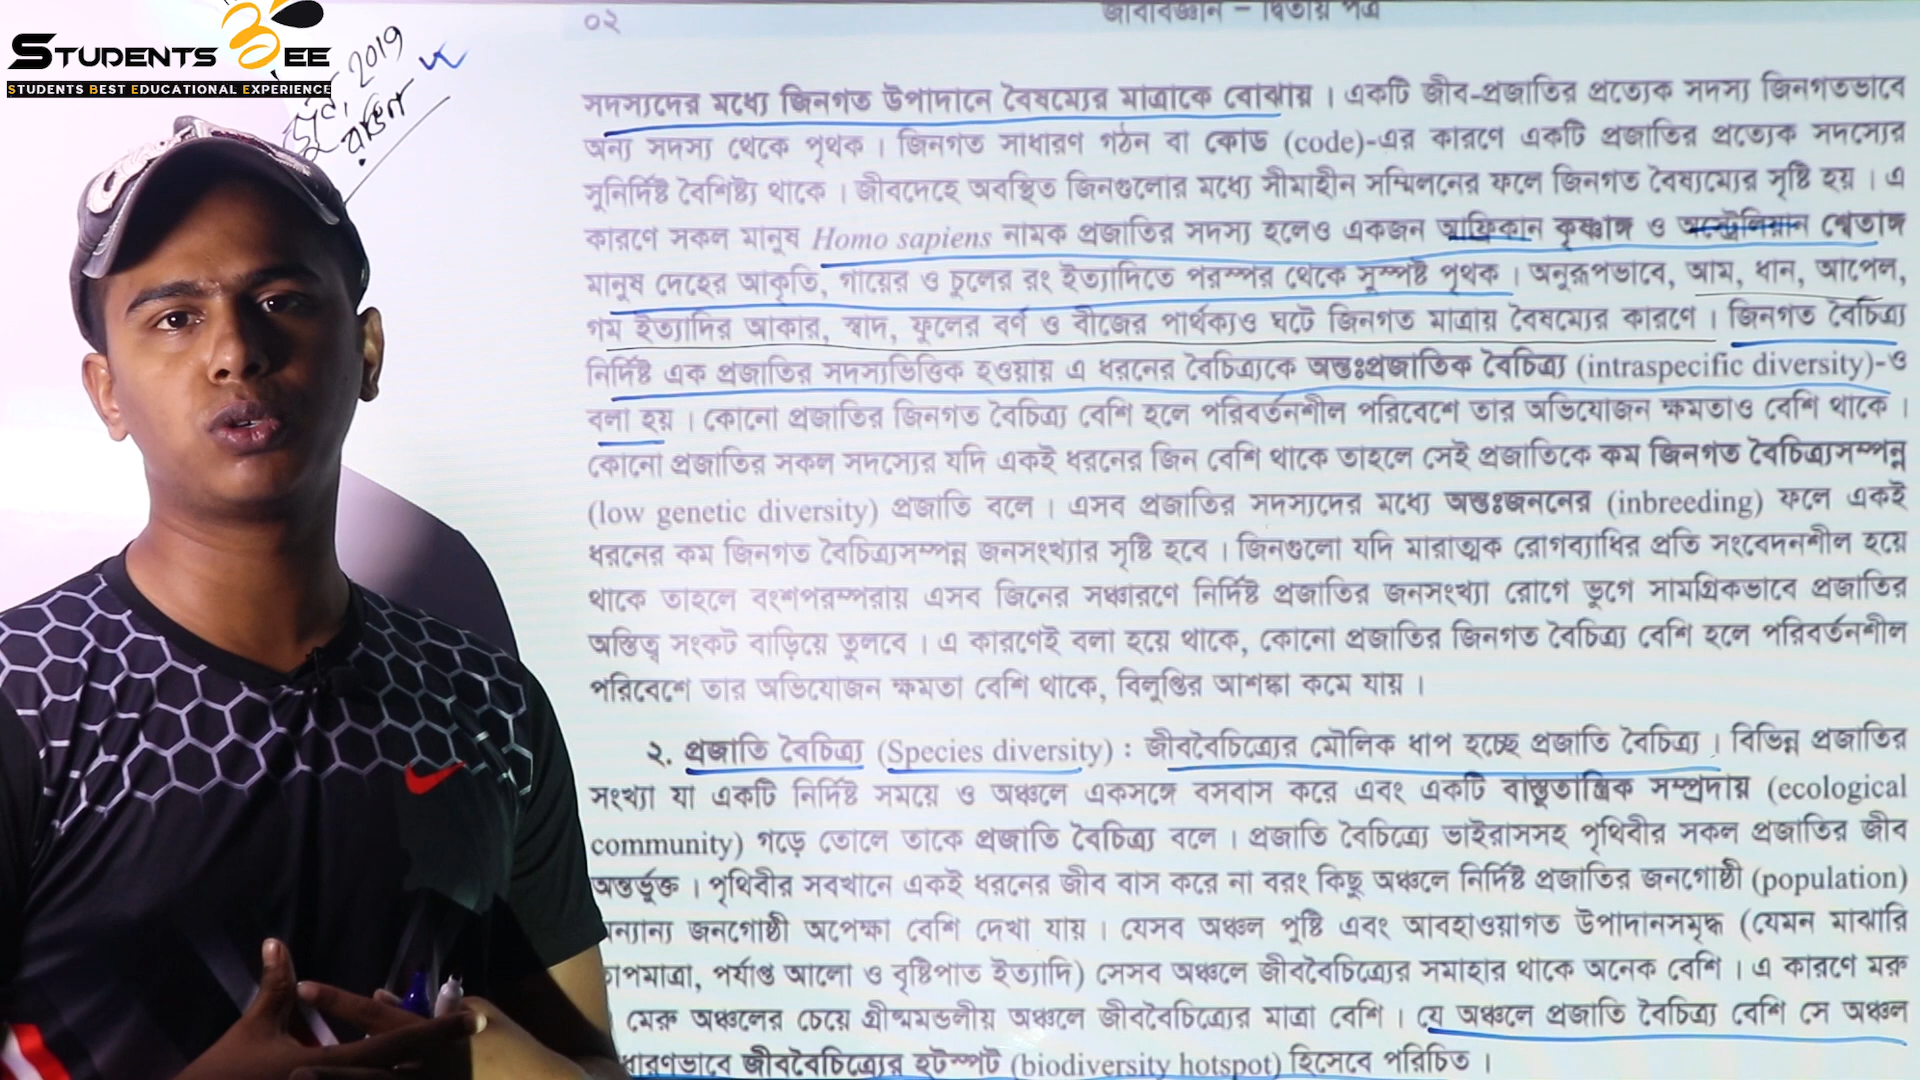 STUDENTS BEE
STUDENTS BEST EDUCATIONAL EXPERIENCE
2019
০২
জীববিজ্ঞান – দ্বিতীয় পত্র
সদস্যদের মধ্যে জিনগত উপাদানে বৈষম্যের মাত্রাকে বোঝায় । একটি জীব-প্রজাতির প্রত্যেক সদস্য জিনগতভাবে
অন্য সদস্য থেকে পৃথক । জিনগত সাধারণ গঠন বা কোড (code)-এর কারণে একটি প্রজাতির প্রত্যেক সদস্যের
সুনির্দিষ্ট বৈশিষ্ট্য থাকে । জীবদেহে অবস্থিত জিনগুলোর মধ্যে সীমাহীন সম্মিলনের ফলে জিনগত বৈষম্যের সৃষ্টি হয় । এ
কারণে সকল মানুষ Homo sapiens নামক প্রজাতির সদস্য হলেও একজন আফ্রিকান কৃষ্ণাঙ্গ ও অস্ট্রেলিয়ান শ্বেতাঙ্গ
মানুষ দেহের আকৃতি, গায়ের ও চুলের রং ইত্যাদিতে পরস্পর থেকে সুস্পষ্ট পৃথক । অনুরূপভাবে, আম, ধান, আপেল,
গম ইত্যাদির আকার, স্বাদ, ফুলের বর্ণ ও বীজের পার্থক্যও ঘটে জিনগত মাত্রায় বৈষম্যের কারণে । জিনগত বৈচিত্র্য
নির্দিষ্ট এক প্রজাতির সদস্যভিত্তিক হওয়ায় এ ধরনের বৈচিত্র্যকে অন্তঃপ্রজাতিক বৈচিত্র্য (intraspecific diversity)-ও
বলা হয় । কোনো প্রজাতির জিনগত বৈচিত্র্য বেশি হলে পরিবর্তনশীল পরিবেশে তার অভিযোজন ক্ষমতাও বেশি থাকে ।
কোনো প্রজাতির সকল সদস্যের যদি একই ধরনের জিন বেশি থাকে তাহলে সেই প্রজাতিকে কম জিনগত বৈচিত্র্যসম্পন্ন
(low genetic diversity) প্রজাতি বলে । এসব প্রজাতির সদস্যদের মধ্যে অন্তঃজননের (inbreeding) ফলে একই
ধরনের কম জিনগত বৈচিত্র্যসম্পন্ন জনসংখ্যার সৃষ্টি হবে । জিনগুলো যদি মারাত্মক রোগব্যাধির প্রতি সংবেদনশীল হয়ে
থাকে তাহলে বংশপরম্পরায় এসব জিনের সঞ্চারণে নির্দিষ্ট প্রজাতির জনসংখ্যা রোগে ভুগে সামগ্রিকভাবে প্রজাতির
অস্তিত্ব সংকট বাড়িয়ে তুলবে । এ কারণেই বলা হয়ে থাকে, কোনো প্রজাতির জিনগত বৈচিত্র্য বেশি হলে পরিবর্তনশীল
পরিবেশে তার অভিযোজন ক্ষমতা বেশি থাকে, বিলুপ্তির আশঙ্কা কমে যায় ।
২. প্রজাতি বৈচিত্র্য (Species diversity) : জীববৈচিত্র্যের মৌলিক ধাপ হচ্ছে প্রজাতি বৈচিত্র্য । বিভিন্ন প্রজাতির
সংখ্যা যা একটি নির্দিষ্ট সময়ে ও অঞ্চলে একসঙ্গে বসবাস করে এবং একটি বাস্তুতান্ত্রিক সম্প্রদায় (ecological
community) গড়ে তোলে তাকে প্রজাতি বৈচিত্র্য বলে । প্রজাতি বৈচিত্র্যে ভাইরাসসহ পৃথিবীর সকল প্রজাতির জীব
অন্তর্ভুক্ত । পৃথিবীর সবখানে একই ধরনের জীব বাস করে না বরং কিছু অঞ্চলে নির্দিষ্ট প্রজাতির জনগোষ্ঠী (population)
ন্যান্য জনগোষ্ঠী অপেক্ষা বেশি দেখা যায় । যেসব অঞ্চল পুষ্টি এবং আবহাওয়াগত উপাদানসমৃদ্ধ (যেমন মাঝারি
াপমাত্রা, পর্যাপ্ত আলো ও বৃষ্টিপাত ইত্যাদি) সেসব অঞ্চলে জীববৈচিত্র্যের সমাহার থাকে অনেক বেশি । এ কারণে মরু
মেরু অঞ্চলের চেয়ে গ্রীষ্মমন্ডলীয় অঞ্চলে জীববৈচিত্র্যের মাত্রা বেশি । যে অঞ্চলে প্রজাতি বৈচিত্র্য বেশি সে অঞ্চল
ধারণভাবে জীববৈচিত্র্যের হটস্পট (biodiversity hotspot) হিসেবে পরিচিত ।